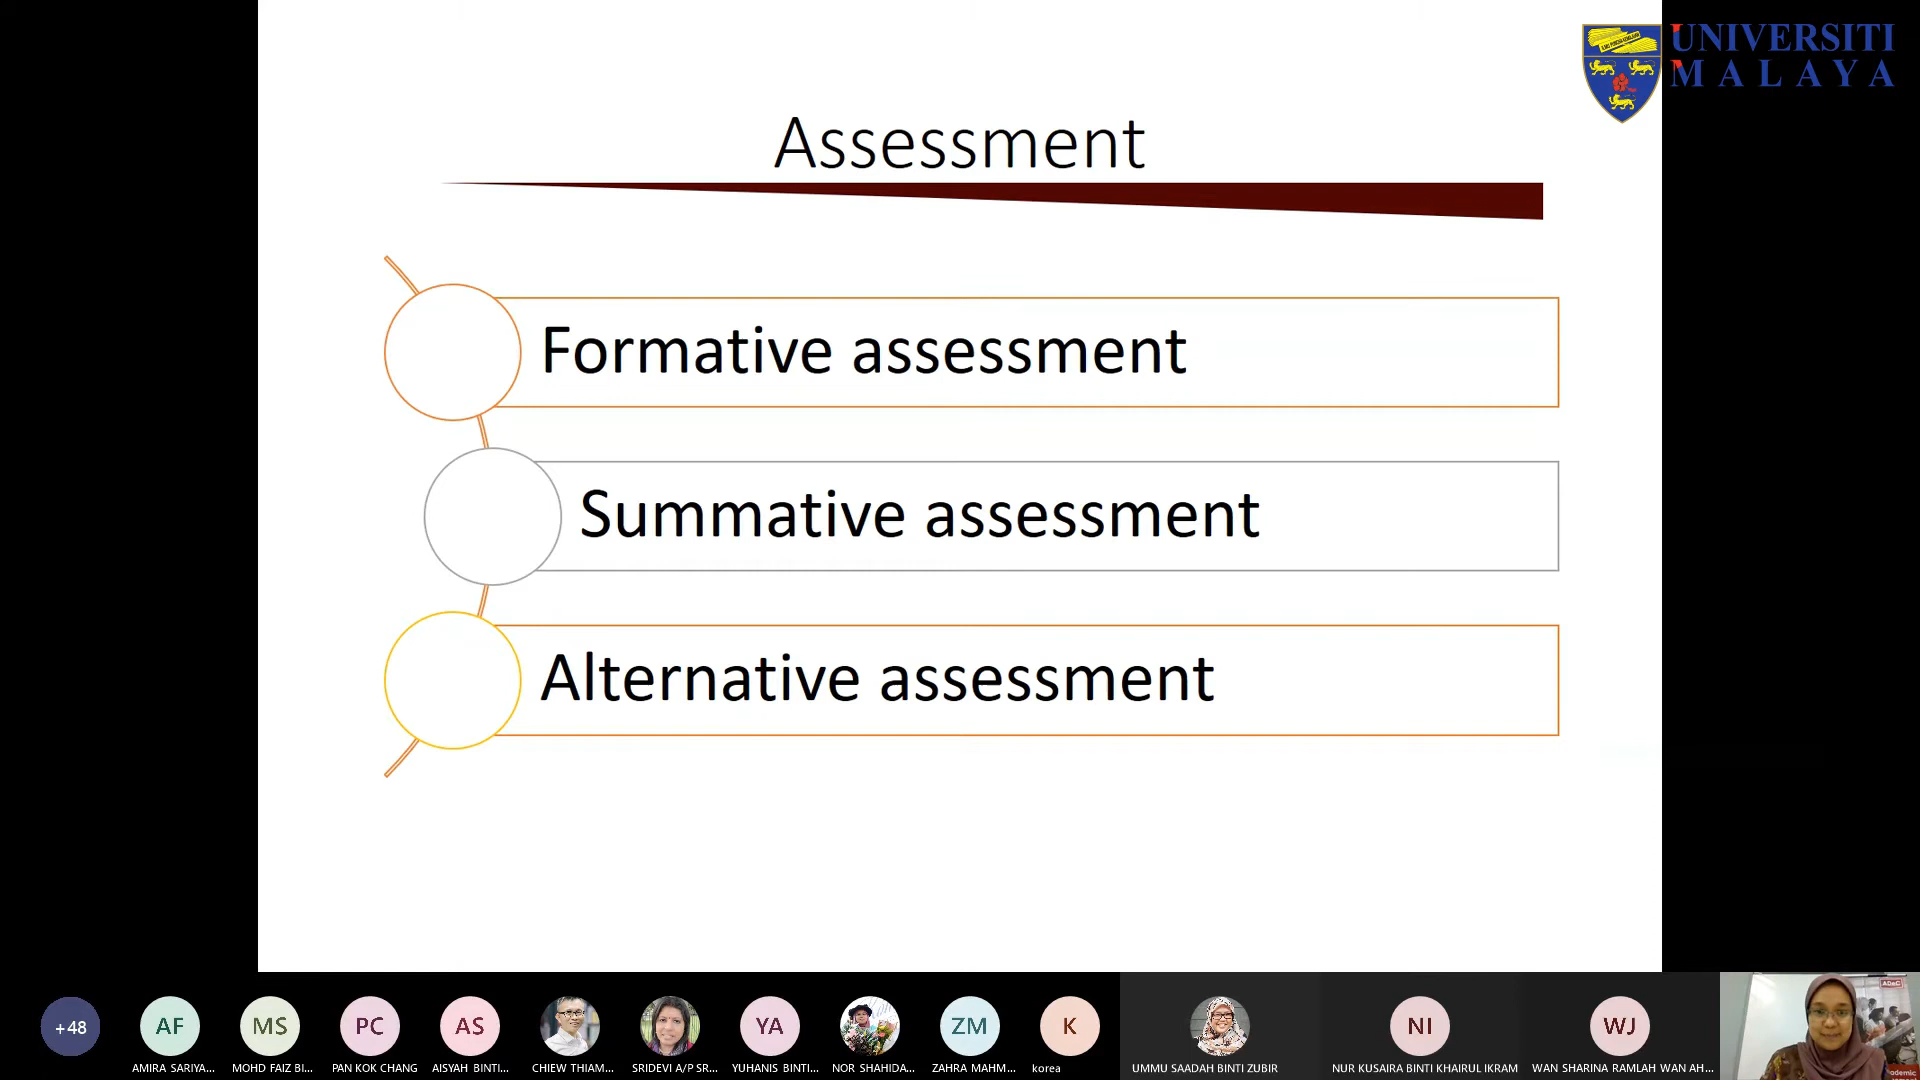 UNIVERSITI
MALAYA
Assessment
Formative assessment
Summative assessment
Alternative assessment
+48
AF
MS
PC
AS
YA
ZM
K
NI
WJ
AMIRA SARIYA...
MOHD FAIZ BI...
PAN KOK CHANG
AISYAH BINTI...
CHIEW THIAM...
SRIDEVI A/P SR...
YUHANIS BINTI...
NOR SHAHIDA...
ZAHRA MAHM...
korea
UMMU SAADAH BINTI ZUBIR
NUR KUSAIRA BINTI KHAIRUL IKRAM
WAN SHARINA RAMLAH WAN AH...